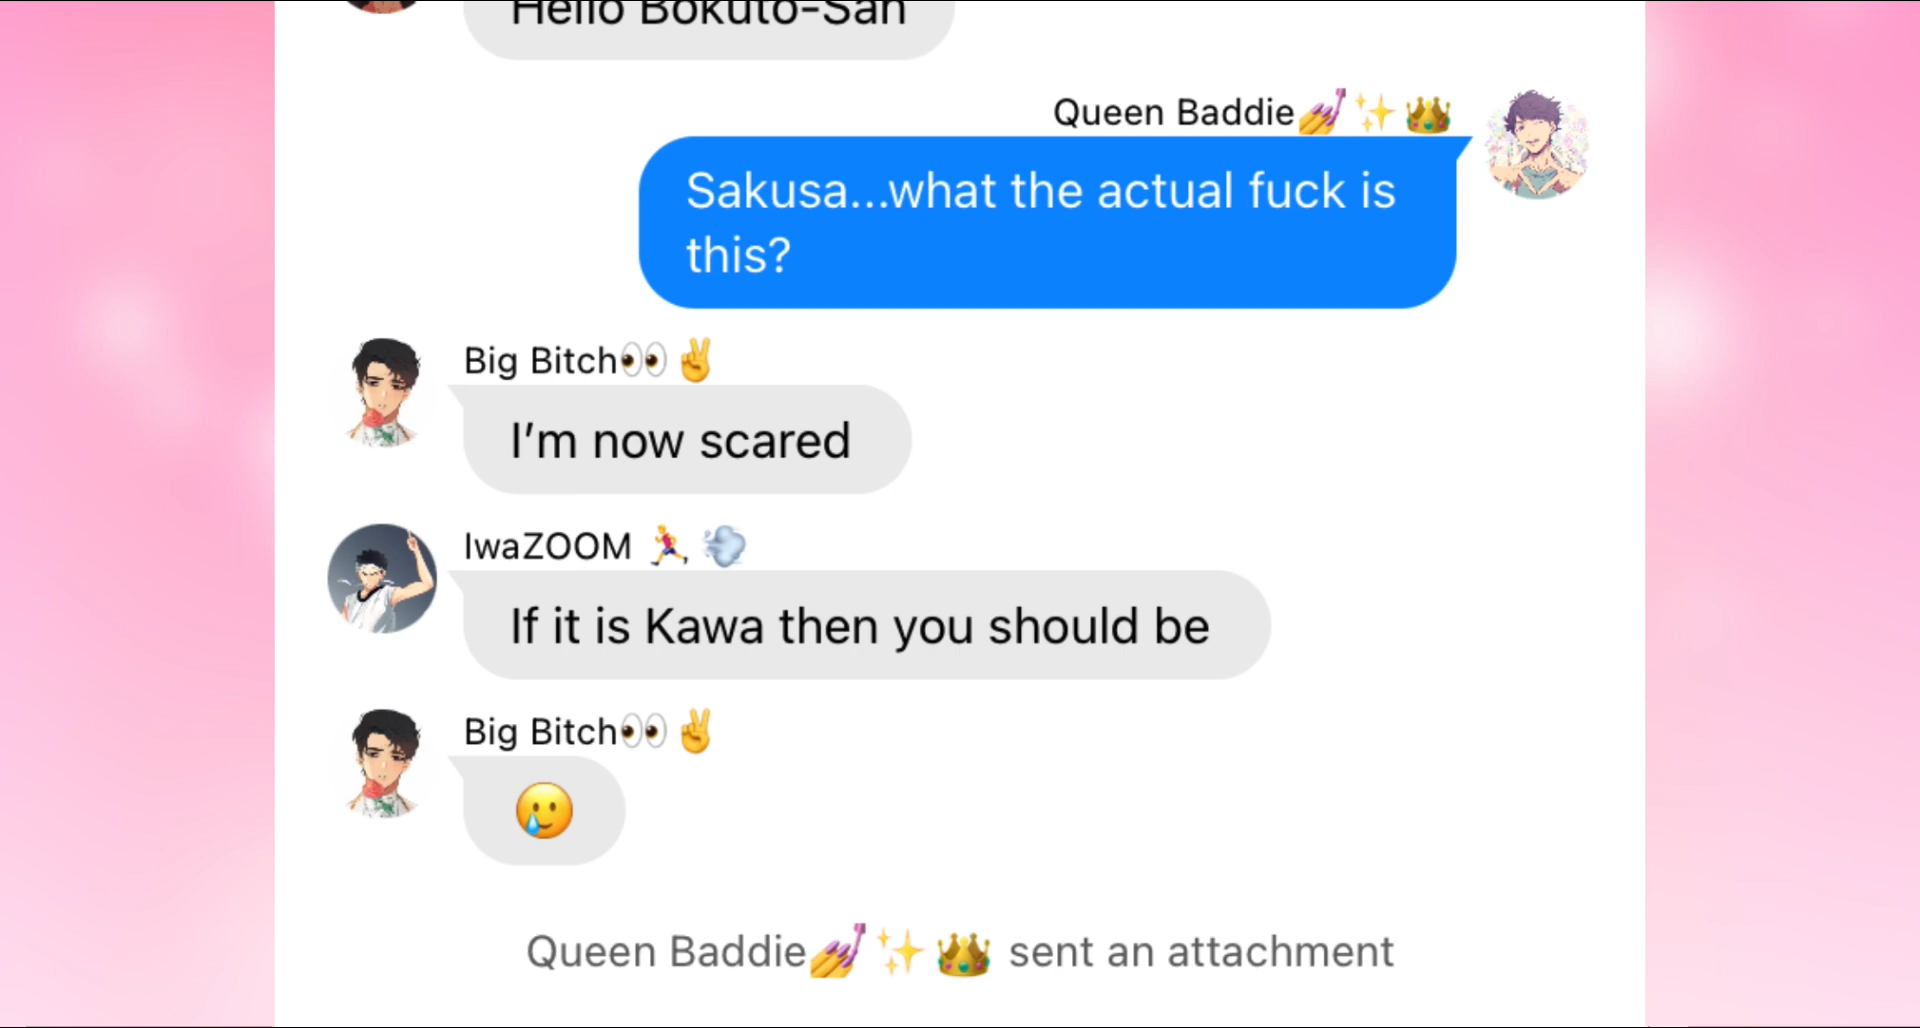 Hello Bokuto-San
Queen Baddie💅✨👑
Sakusa...what the actual fuck is
this?
Big Bitch👀✌️
I’m now scared
IwaZOOM 🏃💨
If it is Kawa then you should be
Big Bitch👀✌️
🥲
Queen Baddie💅✨👑 sent an attachment